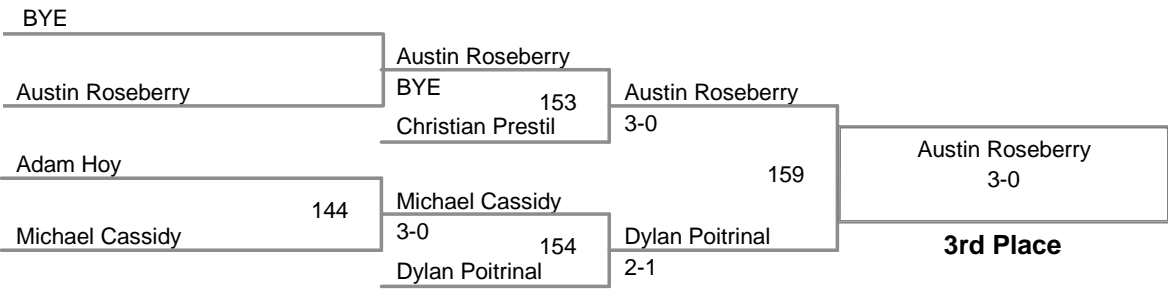 BYE
Austin Roseberry
Austin Roseberry
BYE
153
Austin Roseberry
Christian Prestil
3-0
Adam Hoy
Austin Roseberry
159
3-0
144
Michael Cassidy
Michael Cassidy
3-0
154
Dylan Poitrinal
3rd Place
Dylan Poitrinal
2-1